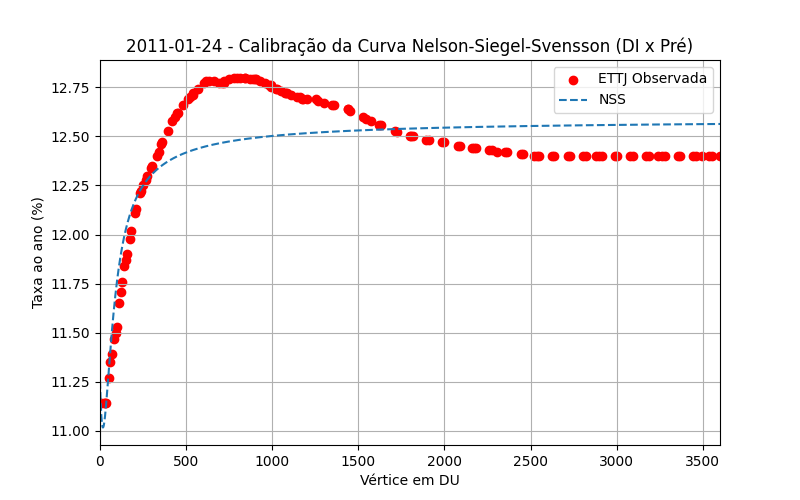 2011-01-24 - Calibração da Curva Nelson-Siegel-Svensson (DI x Pré)
ETTJ Observada
NSS
Taxa ao ano (%)
12.75
12.50
12.25
12.00
11.75
11.50
11.25
11.00
0 500 1000 1500 2000 2500 3000 3500
Vértice em DU